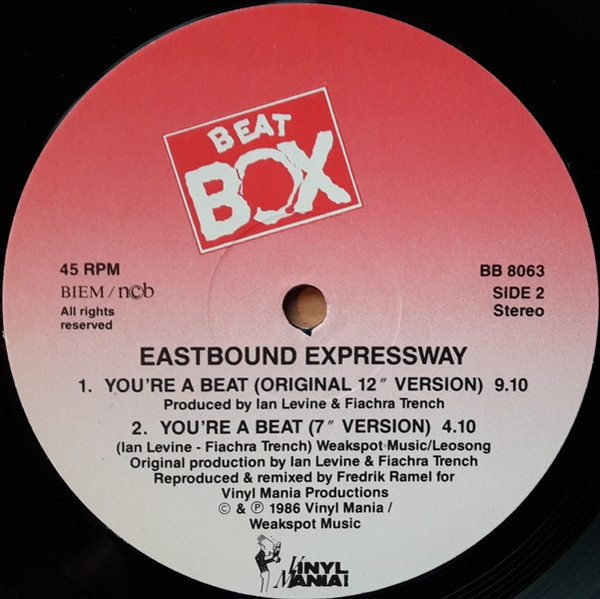 BEAT
BOX
45 RPM
BIEM / ncb
All rights
reserved
BB 8063
SIDE 2
Stereo
EASTBOUND EXPRESSWAY
1. YOU'RE A BEAT (ORIGINAL 12″ VERSION) 9.10
Produced by Ian Levine & Fiachra Trench
2. YOU'RE A BEAT (7″ VERSION) 4.10
(Ian Levine - Fiachra Trench) Weakspot Music/Leosong
Original production by Ian Levine & Fiachra Trench
Reproduced & remixed by Fredrik Ramel for
Vinyl Mania Productions
© & ℗ 1986 Vinyl Mania /
Weakspot Music
VINYL
MANIA